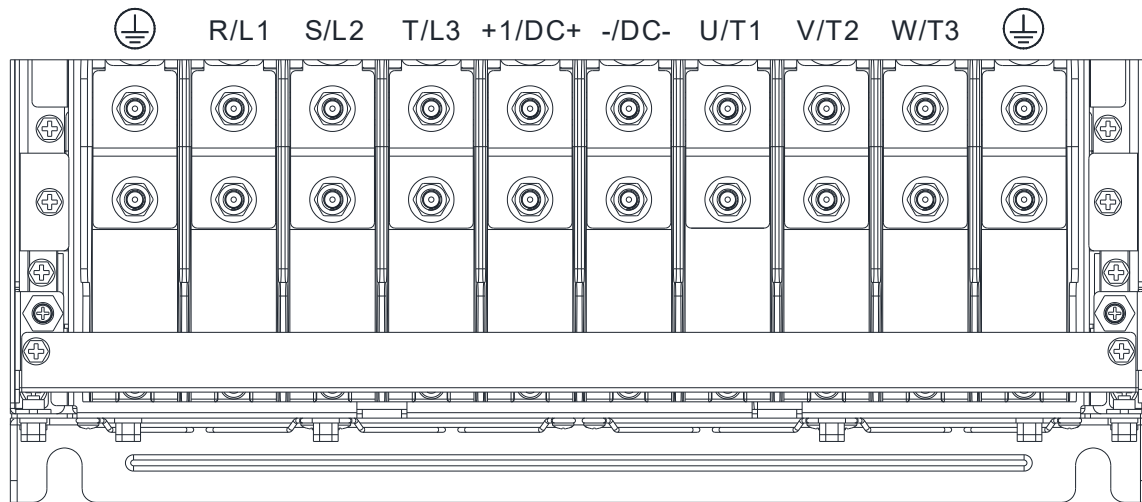 R/L1 S/L2 T/L3 +1/DC+ -/DC- U/T1 V/T2 W/T3